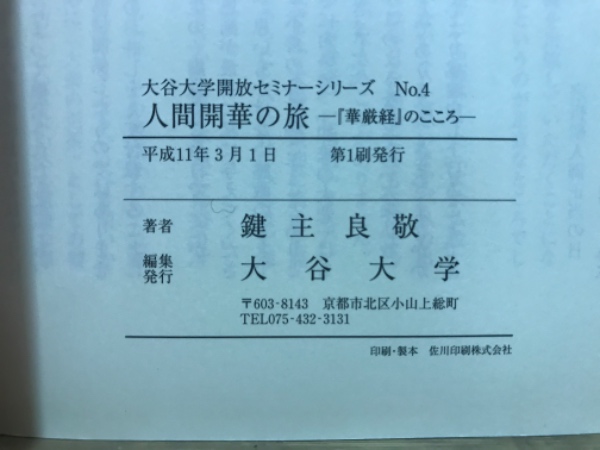 大谷大学開放セミナーシリーズ No.4
人間開華の旅 ―『華厳経』のこころ―
平成11年3月1日 第1刷発行
著者 鍵主良敬
編集
発行 大谷大学
〒603-8143 京都市北区小山上総町
TEL075-432-3131
印刷・製本 佐川印刷株式会社